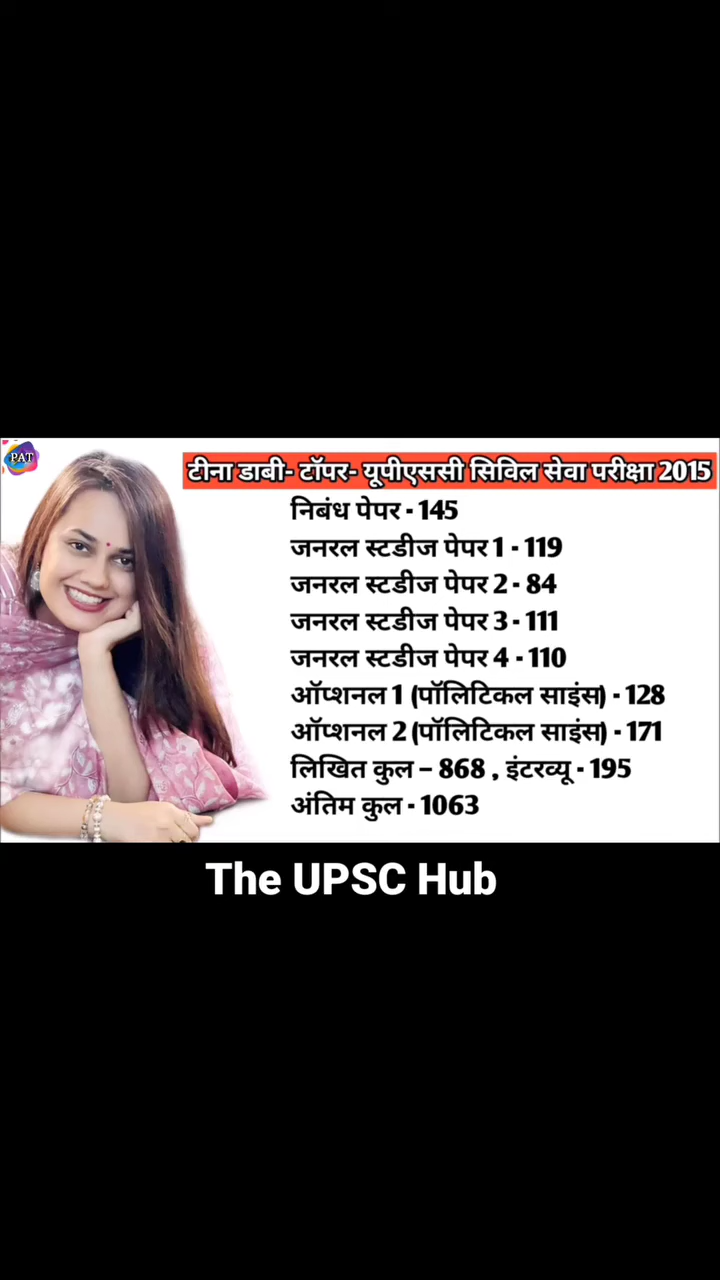 PAT
टीना डाबी- टॉपर- यूपीएससी सिविल सेवा परीक्षा 2015
निबंध पेपर - 145
जनरल स्टडीज पेपर 1 - 119
जनरल स्टडीज पेपर 2 - 84
जनरल स्टडीज पेपर 3 - 111
जनरल स्टडीज पेपर 4 - 110
ऑप्शनल 1 (पॉलिटिकल साइंस) - 128
ऑप्शनल 2 (पॉलिटिकल साइंस) - 171
लिखित कुल – 868 , इंटरव्यू - 195
अंतिम कुल - 1063
The UPSC Hub